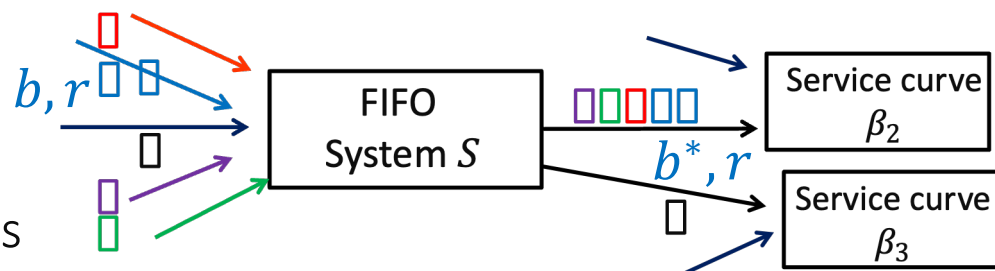 b, r
FIFO
System S
b*, r
Service curve
β₂
Service curve
β₃
s